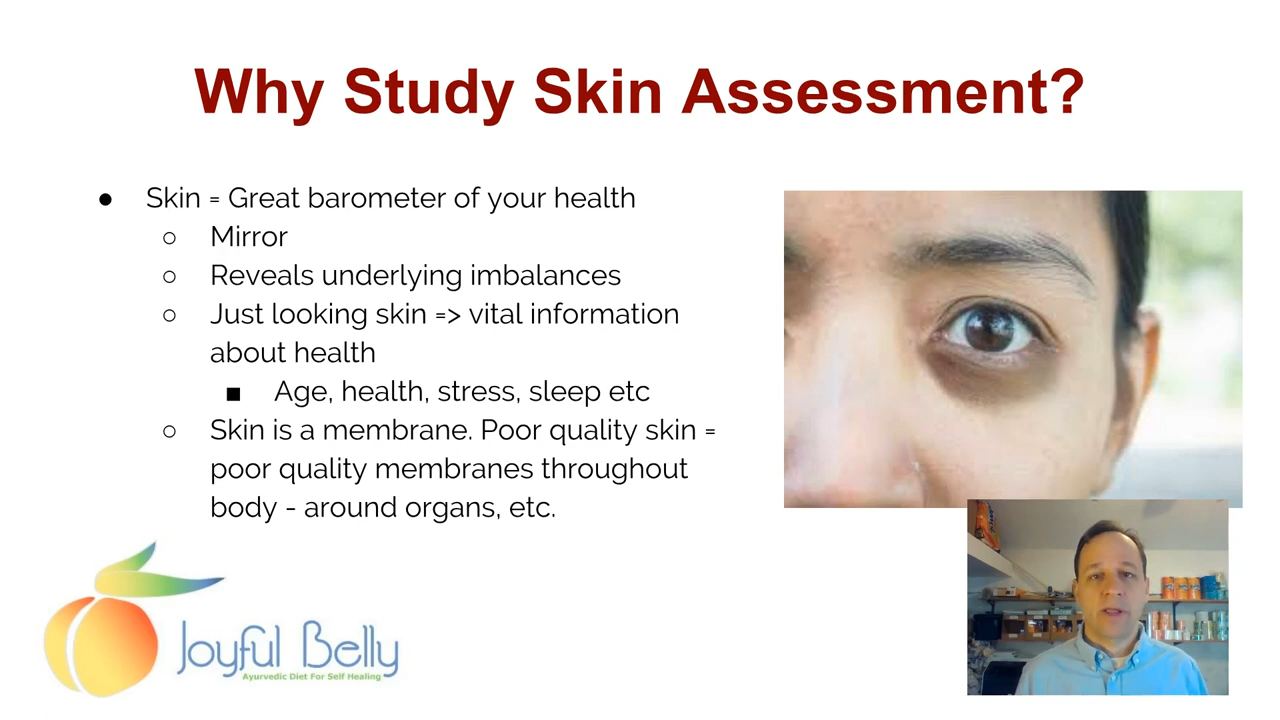 Why Study Skin Assessment?
● Skin = Great barometer of your health
○ Mirror
○ Reveals underlying imbalances
○ Just looking skin => vital information
about health
■ Age, health, stress, sleep etc
○ Skin is a membrane. Poor quality skin =
poor quality membranes throughout
body - around organs, etc.
Joyful Belly
Ayurvedic Diet For Self Healing